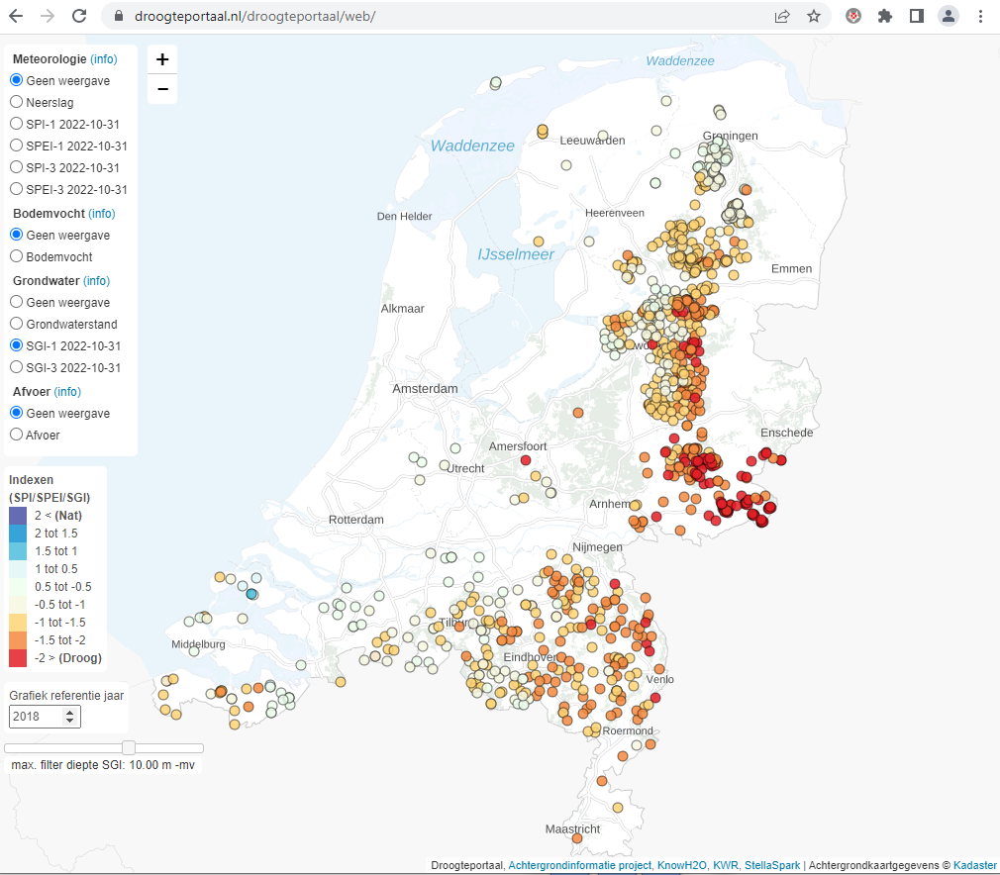 droogteportaal.nl/droogteportaal/web/
Meteorologie (info)
Geen weergave
Neerslag
SPI-1 2022-10-31
SPEI-1 2022-10-31
SPI-3 2022-10-31
SPEI-3 2022-10-31
Bodemvocht (info)
Geen weergave
Bodemvocht
Grondwater (info)
Geen weergave
Grondwaterstand
SGI-1 2022-10-31
SGI-3 2022-10-31
Afvoer (info)
Geen weergave
Afvoer
Indexen
(SPI/SPEI/SGI)
2 < (Nat)
2 tot 1.5
1.5 tot 1
1 tot 0.5
0.5 tot -0.5
-0.5 tot -1
-1 tot -1.5
-1.5 tot -2
-2 > (Droog)
Grafiek referentie jaar
2018
max. filter diepte SGI: 10.00 m -mv
+
−
Waddenzee
Groningen
Leeuwarden
Waddenzee
Den Helder
Heerenveen
IJsselmeer
Emmen
Alkmaar
Amsterdam
Enschede
Amersfoort
Utrecht
Arnhem
Rotterdam
Nijmegen
Tilburg
Middelburg
Eindhoven
Venlo
Roermond
Maastricht
Droogteportaal, Achtergrondinformatie project, KnowH2O, KWR, StellaSpark | Achtergrondkaartgegevens © Kadaster